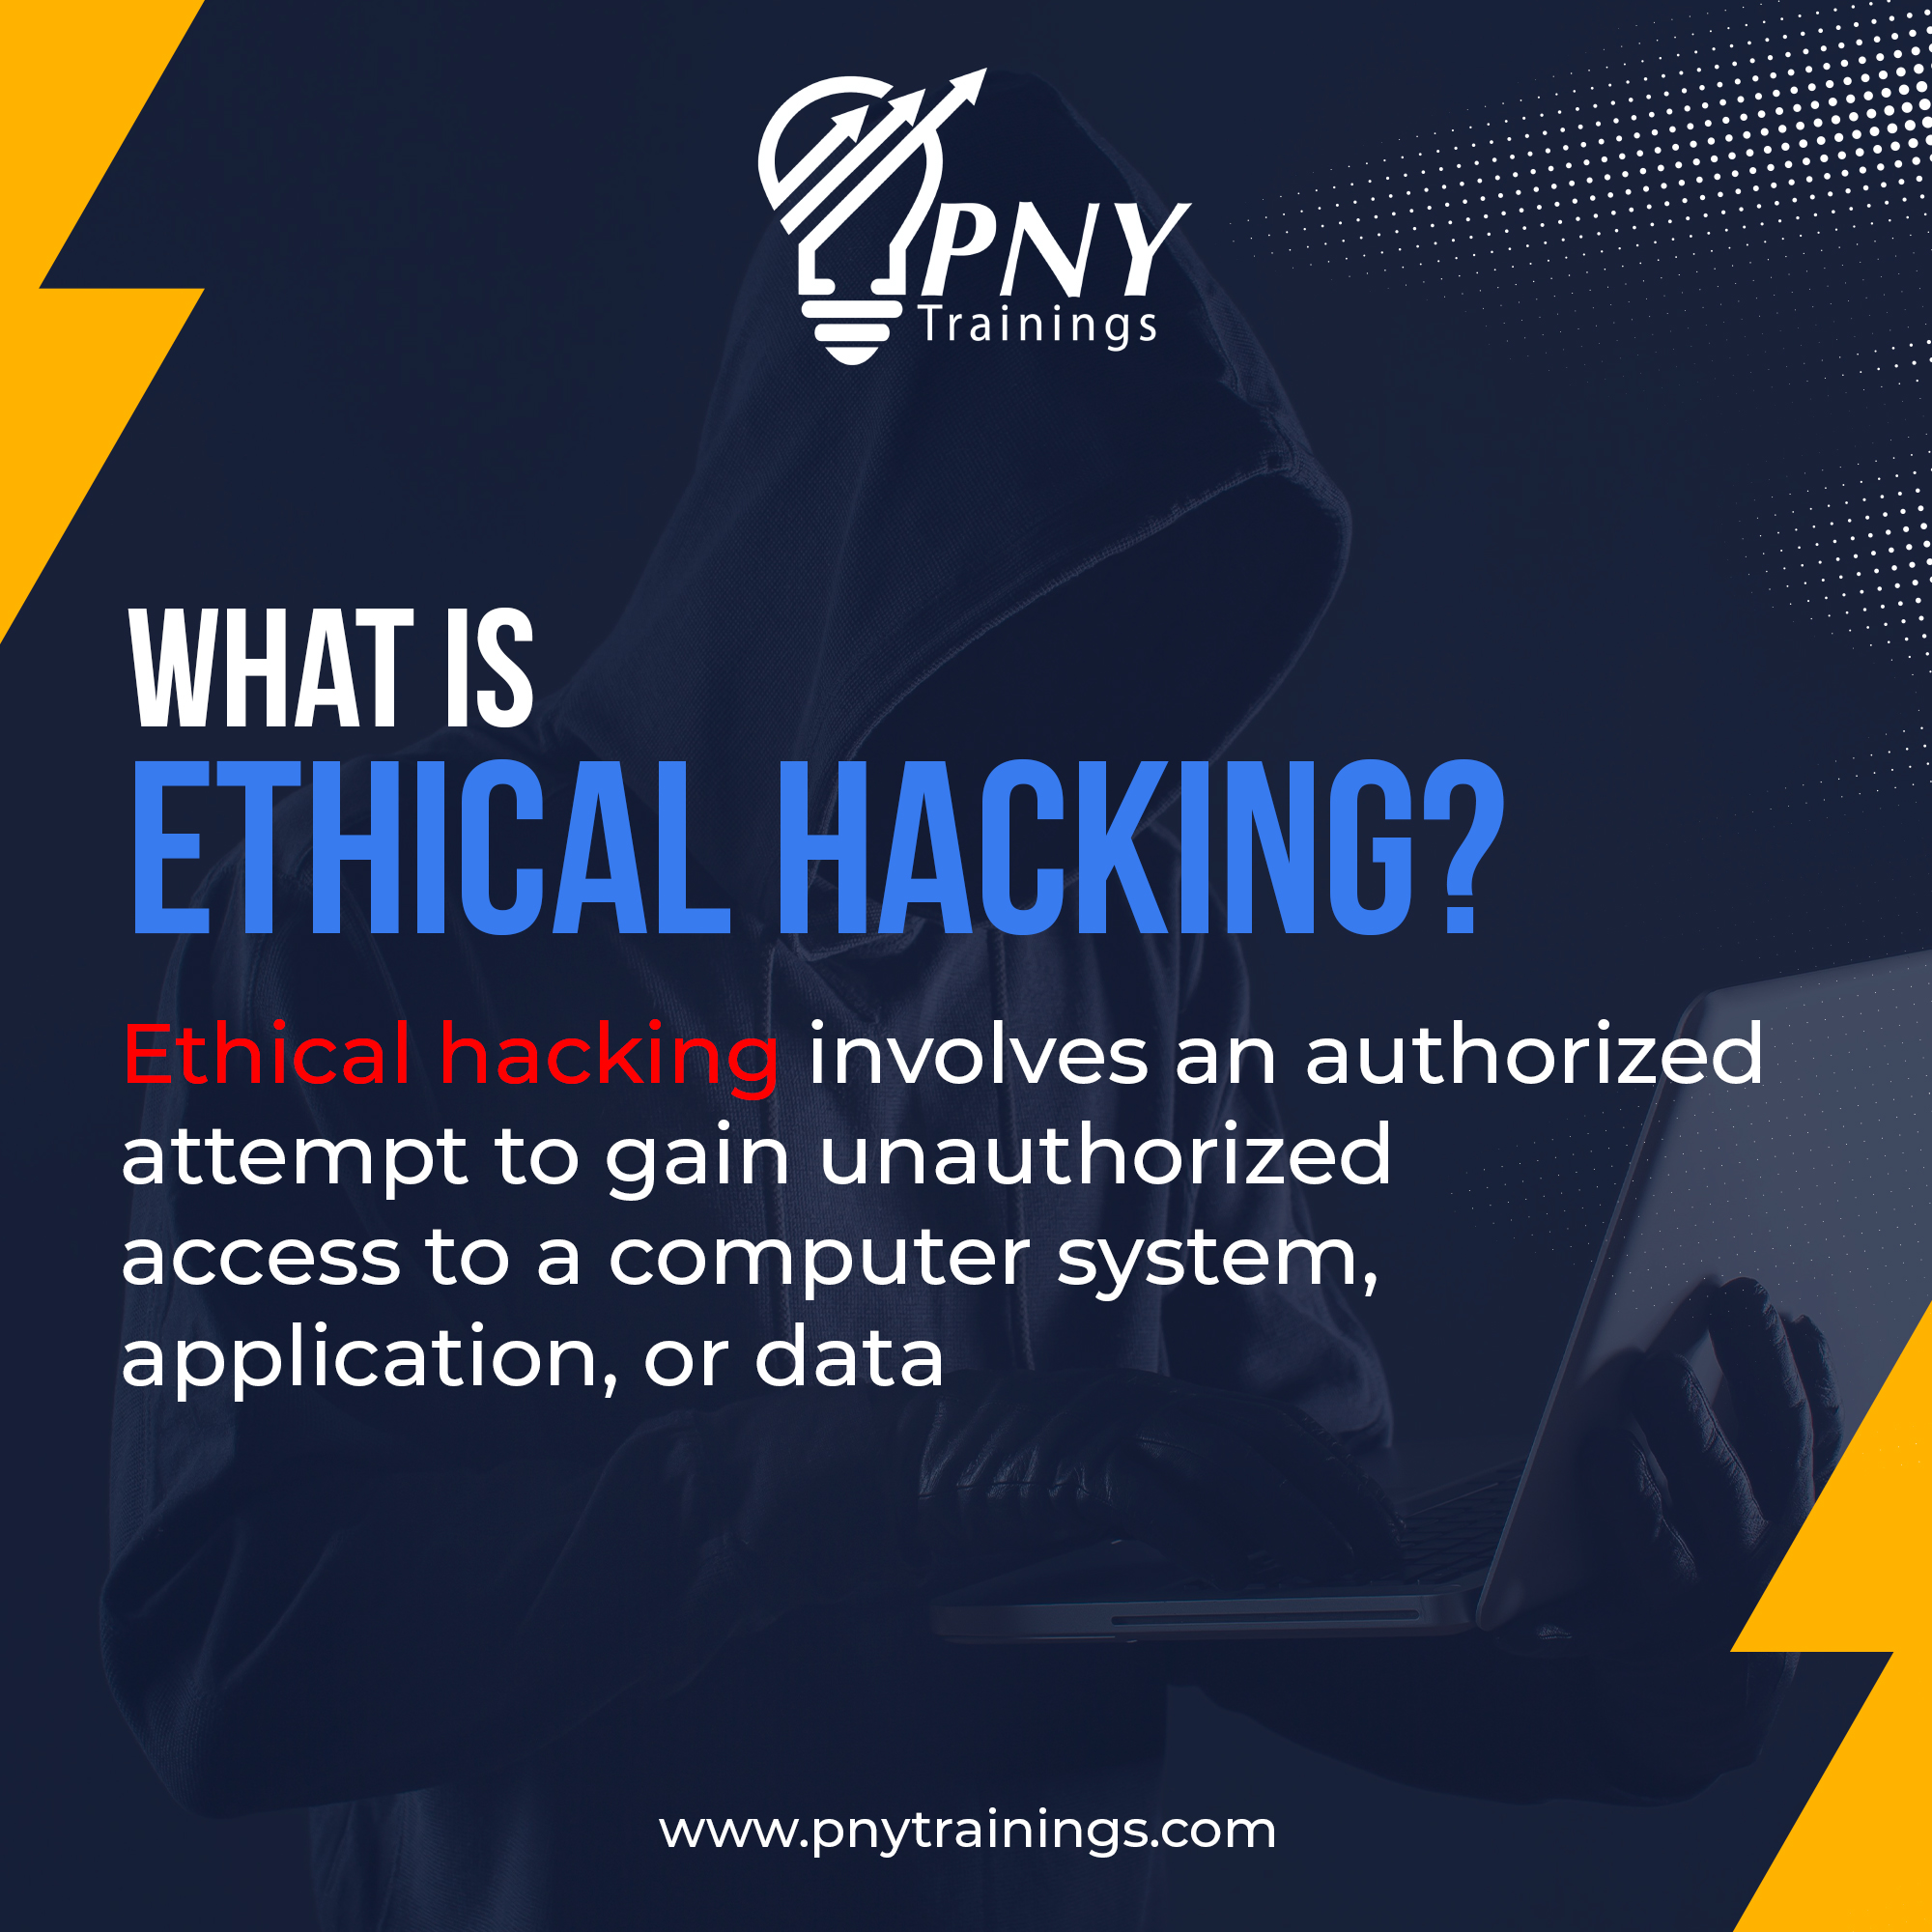 PNY
Trainings
WHAT IS
ETHICAL HACKING?
Ethical hacking involves an authorized
attempt to gain unauthorized
access to a computer system,
application, or data
www.pnytrainings.com